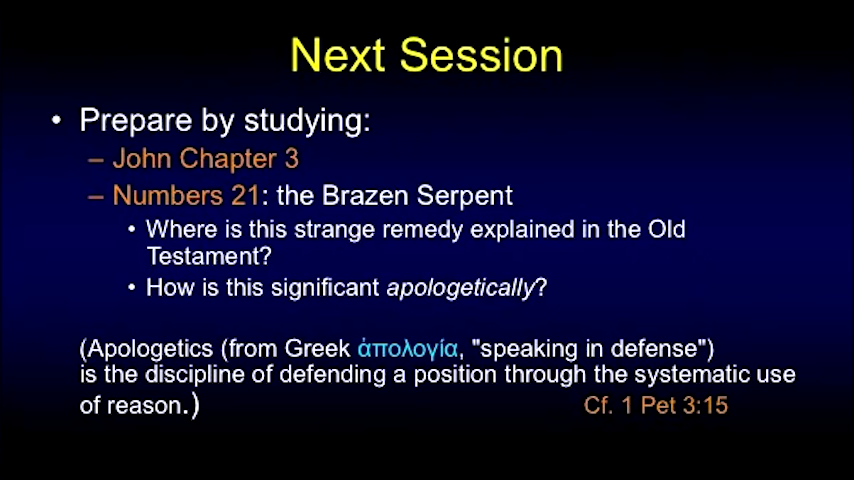 Next Session
• Prepare by studying:
– John Chapter 3
– Numbers 21: the Brazen Serpent
• Where is this strange remedy explained in the Old
Testament?
• How is this significant apologetically?
(Apologetics (from Greek ἀπολογία, "speaking in defense")
is the discipline of defending a position through the systematic use
of reason.)
Cf. 1 Pet 3:15